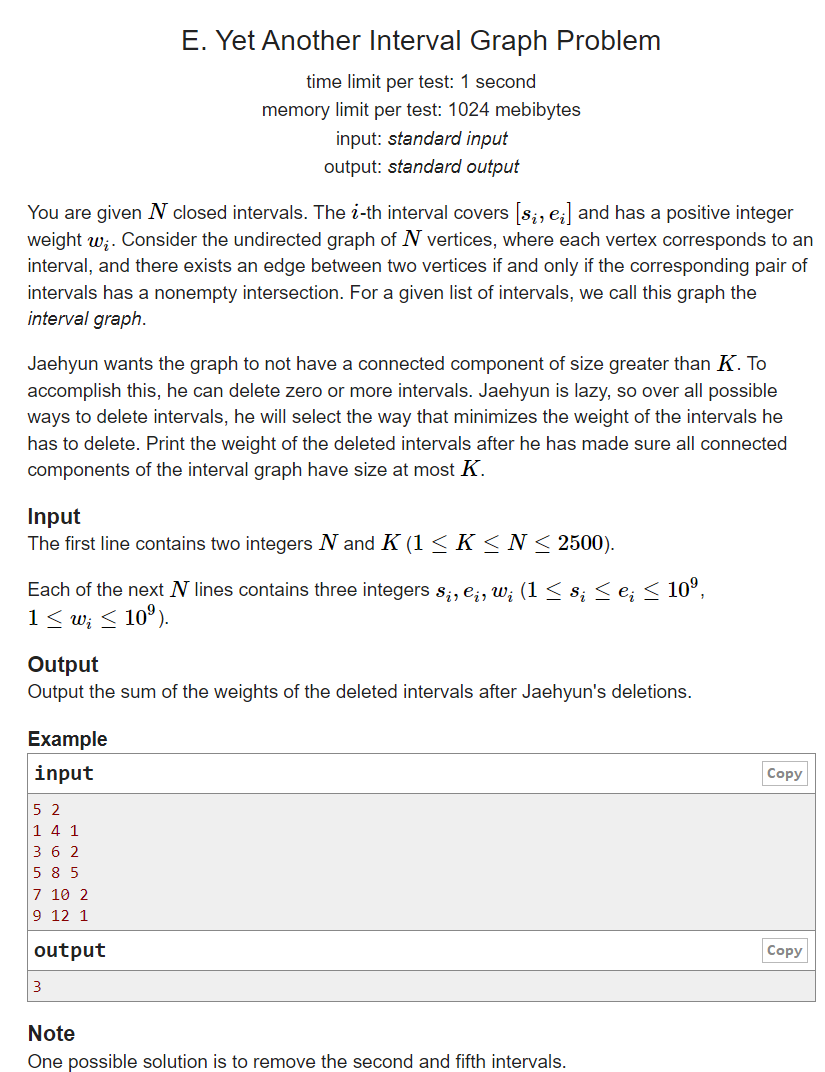 E. Yet Another Interval Graph Problem
time limit per test: 1 second
memory limit per test: 1024 mebibytes
input: standard input
output: standard output
You are given N closed intervals. The i-th interval covers [s_i, e_i] and has a positive integer
weight w_i. Consider the undirected graph of N vertices, where each vertex corresponds to an
interval, and there exists an edge between two vertices if and only if the corresponding pair of
intervals has a nonempty intersection. For a given list of intervals, we call this graph the
interval graph.
Jaehyun wants the graph to not have a connected component of size greater than K. To
accomplish this, he can delete zero or more intervals. Jaehyun is lazy, so over all possible
ways to delete intervals, he will select the way that minimizes the weight of the intervals he
has to delete. Print the weight of the deleted intervals after he has made sure all connected
components of the interval graph have size at most K.
Input
The first line contains two integers N and K (1 ≤ K ≤ N ≤ 2500).
Each of the next N lines contains three integers s_i, e_i, w_i (1 ≤ s_i ≤ e_i ≤ 10^9,
1 ≤ w_i ≤ 10^9).
Output
Output the sum of the weights of the deleted intervals after Jaehyun's deletions.
Example
input Copy
5 2
1 4 1
3 6 2
5 8 5
7 10 2
9 12 1
output Copy
3
Note
One possible solution is to remove the second and fifth intervals.